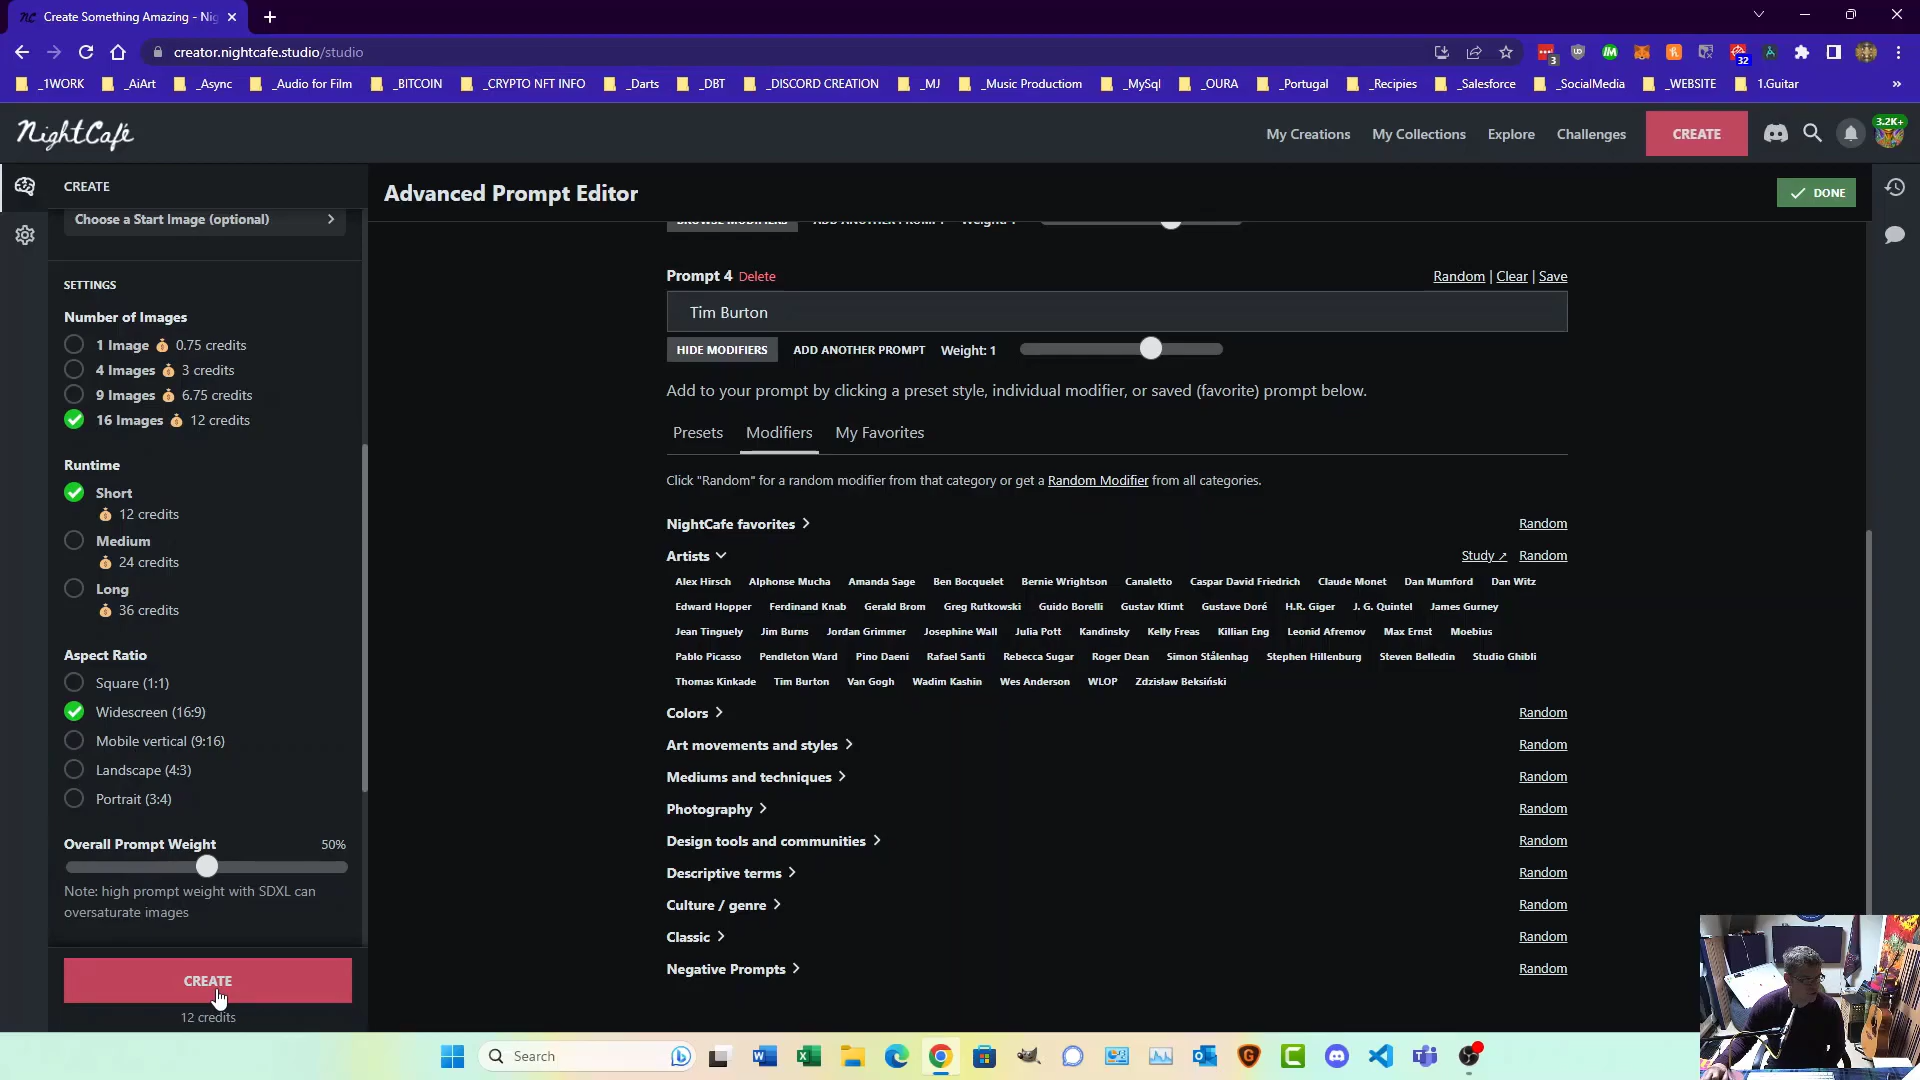 Create Something Amazing - Nig
creator.nightcafe.studio/studio
3
32
_1WORK
_AiArt
_Async
_Audio for Film
_BITCOIN
_CRYPTO NFT INFO
_Darts
_DBT
_DISCORD CREATION
_MJ
_Music Productiom
_MySql
_OURA
_Portugal
_Recipies
_Salesforce
_SocialMedia
_WEBSITE
1.Guitar
NightCafé
My Creations
My Collections
Explore
Challenges
CREATE
3.2K+
CREATE
Advanced Prompt Editor
DONE
Choose a Start Image (optional)
SETTINGS
Number of Images
1 Image 0.75 credits
4 Images 3 credits
9 Images 6.75 credits
16 Images 12 credits
Runtime
Short
12 credits
Medium
24 credits
Long
36 credits
Aspect Ratio
Square (1:1)
Widescreen (16:9)
Mobile vertical (9:16)
Landscape (4:3)
Portrait (3:4)
Overall Prompt Weight 50%
Note: high prompt weight with SDXL can
oversaturate images
CREATE
12 credits
Prompt 4 Delete
Random | Clear | Save
Tim Burton
HIDE MODIFIERS ADD ANOTHER PROMPT Weight: 1
Add to your prompt by clicking a preset style, individual modifier, or saved (favorite) prompt below.
Presets Modifiers My Favorites
Click "Random" for a random modifier from that category or get a Random Modifier from all categories.
NightCafe favorites Random
Artists Study Random
Alex Hirsch Alphonse Mucha Amanda Sage Ben Bocquelet Bernie Wrightson Canaletto Caspar David Friedrich Claude Monet Dan Mumford Dan Witz
Edward Hopper Ferdinand Knab Gerald Brom Greg Rutkowski Guido Borelli Gustav Klimt Gustave Doré H.R. Giger J. G. Quintel James Gurney
Jean Tinguely Jim Burns Jordan Grimmer Josephine Wall Julia Pott Kandinsky Kelly Freas Killian Eng Leonid Afremov Max Ernst Moebius
Pablo Picasso Pendleton Ward Pino Daeni Rafael Santi Rebecca Sugar Roger Dean Simon Stålenhag Stephen Hillenburg Steven Belledin Studio Ghibli
Thomas Kinkade Tim Burton Van Gogh Wadim Kashin Wes Anderson WLOP Zdzisław Beksiński
Colors Random
Art movements and styles Random
Mediums and techniques Random
Photography Random
Design tools and communities Random
Descriptive terms Random
Culture / genre Random
Classic Random
Negative Prompts Random
Search